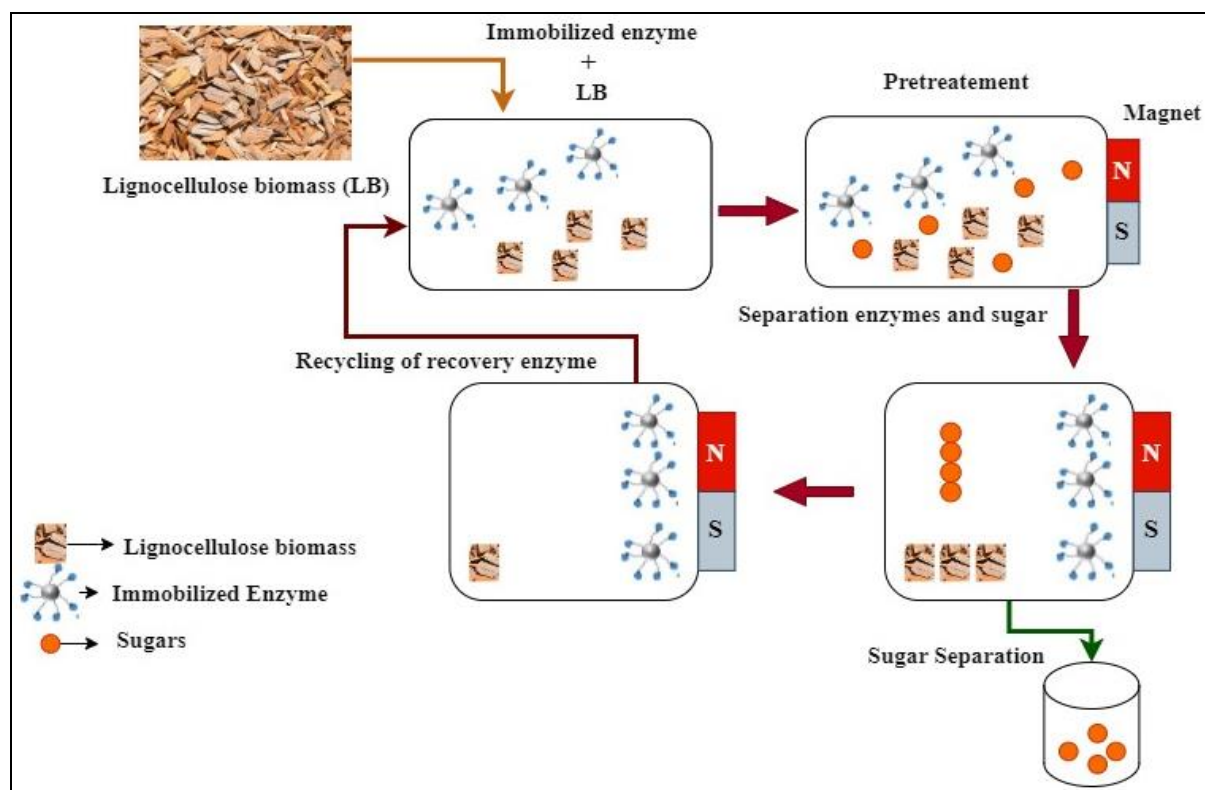 Immobilized enzyme
+
LB
Pretreatement
Magnet
Lignocellulose biomass (LB)
N
S
Separation enzymes and sugar
Recycling of recovery enzyme
N
S
N
S
Lignocellulose biomass
Immobilized Enzyme
Sugars
Sugar Separation